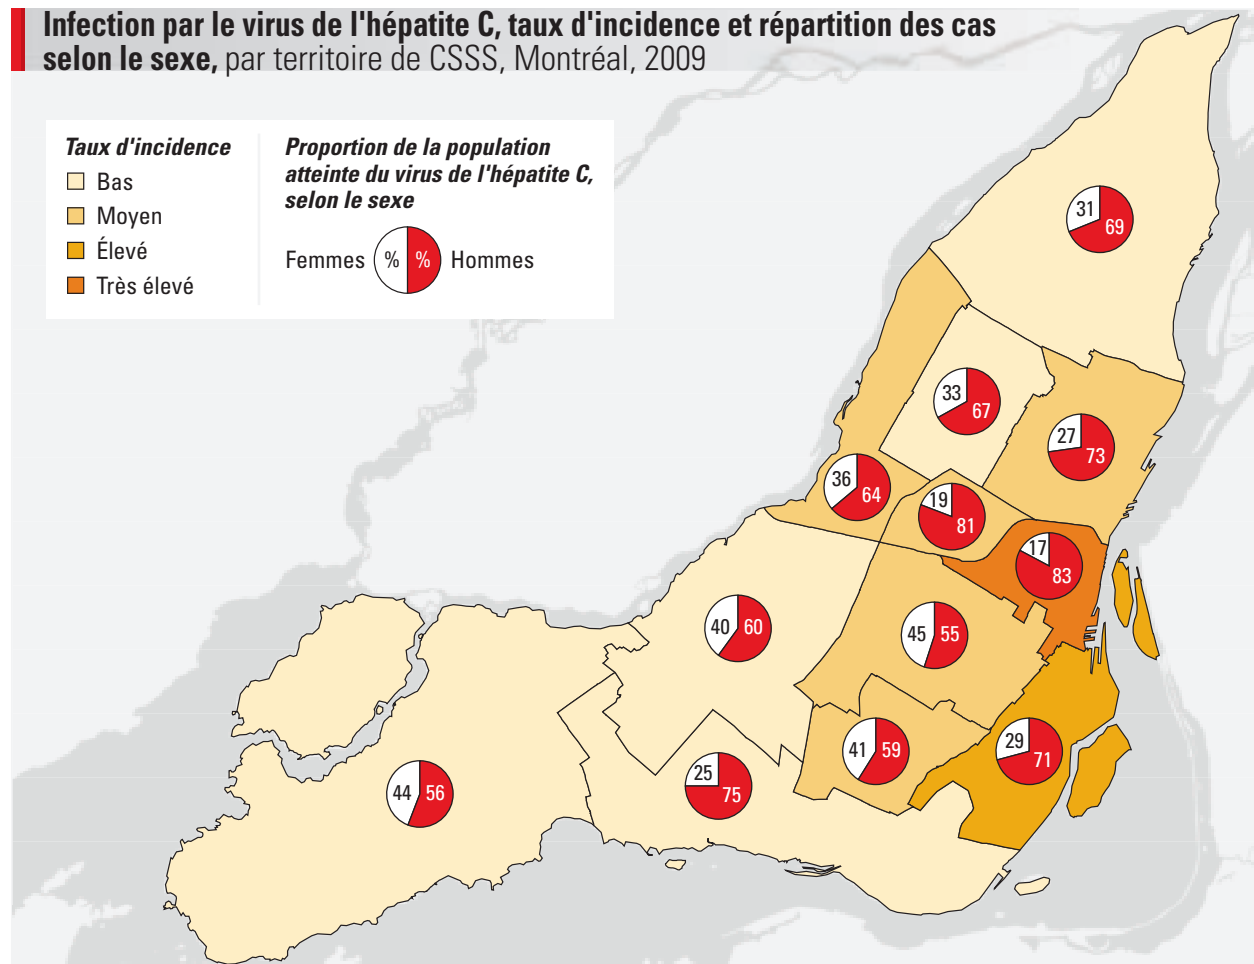 Infection par le virus de l'hépatite C, taux d'incidence et répartition des cas
selon le sexe, par territoire de CSSS, Montréal, 2009
Taux d'incidence
Bas
Moyen
Élevé
Très élevé
Proportion de la population
atteinte du virus de l'hépatite C,
selon le sexe
Femmes % % Hommes
31 69
33 67
27 73
36 64
19 81
17 83
40 60
45 55
41 59
29 71
25 75
44 56